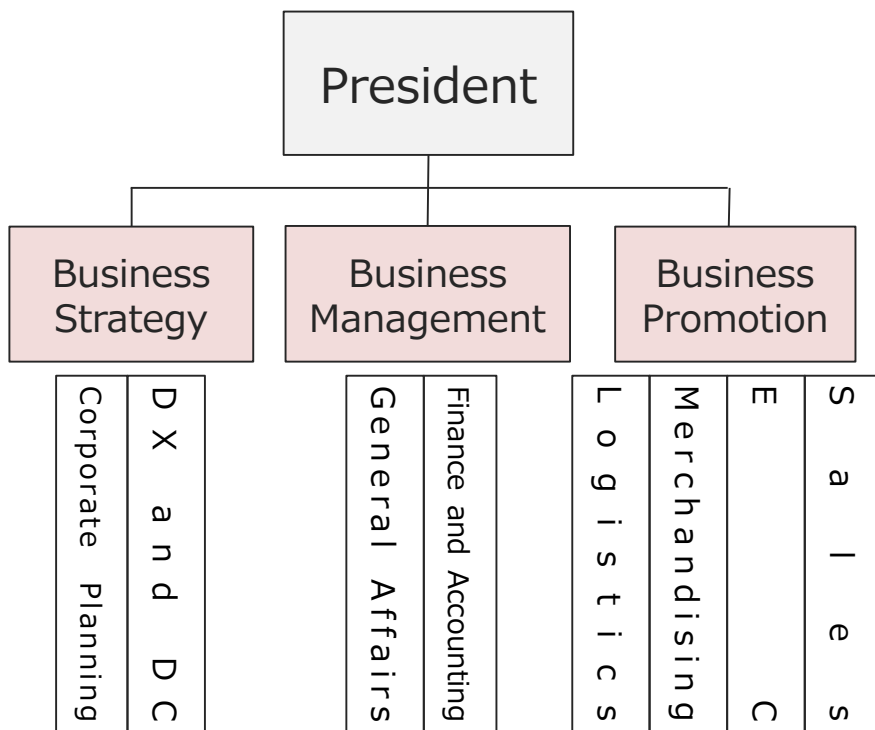 President
Business
Strategy
Business
Management
Business
Promotion
Corporate Planning
DX and DC
General Affairs
Finance and Accounting
Logistics
Merchandising
EC
Sales